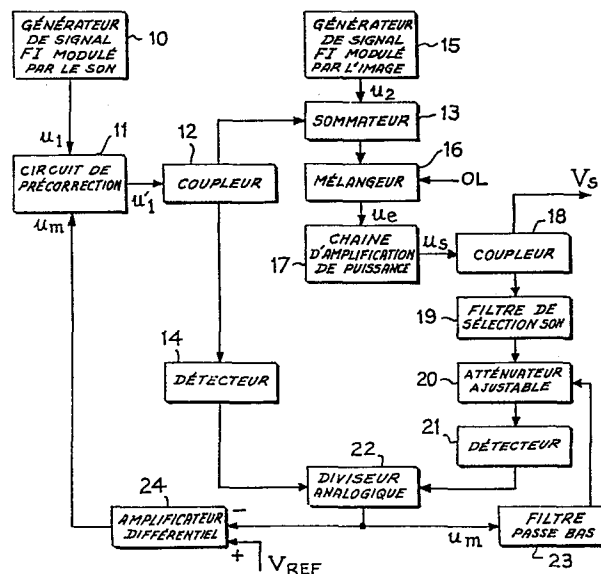 GÉNÉRATEUR
DE SIGNAL
FI MODULÉ
PAR LE SON
10
GÉNÉRATEUR
DE SIGNAL
FI MODULÉ
PAR L'IMAGE
15
u1
u2
11
CIRCUIT DE
PRÉCORRECTION
u'1
um
12
COUPLEUR
SOMMATEUR
13
MÉLANGEUR
16
OL
ue
CHAINE
D'AMPLIFICATION
DE PUISSANCE
17
us
Vs
18
COUPLEUR
19
FILTRE DE
SÉLECTION SON
14
DÉTECTEUR
20
ATTÉNUATEUR
AJUSTABLE
21
DÉTECTEUR
22
DIVISEUR
ANALOGIQUE
24
AMPLIFICATEUR
DIFFÉRENTIEL
-
+
VREF
um
FILTRE
PASSE BAS
23